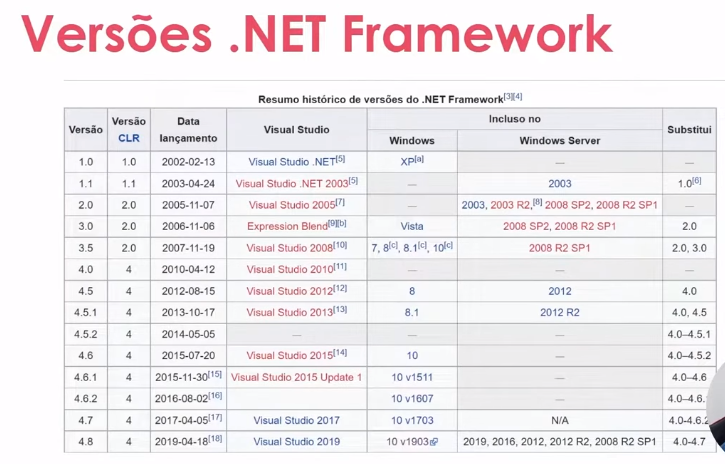 Versões .NET Framework
Resumo histórico de versões do .NET Framework[3][4]
Versão Versão CLR Data lançamento Visual Studio Incluso no Substitui
Windows Windows Server
1.0 1.0 2002-02-13 Visual Studio .NET[5] XP[a] — —
1.1 1.1 2003-04-24 Visual Studio .NET 2003[5] — 2003 1.0[6]
2.0 2.0 2005-11-07 Visual Studio 2005[7] — 2003, 2003 R2,[8] 2008 SP2, 2008 R2 SP1 —
3.0 2.0 2006-11-06 Expression Blend[9][b] Vista 2008 SP2, 2008 R2 SP1 2.0
3.5 2.0 2007-11-19 Visual Studio 2008[10] 7, 8[c], 8.1[c], 10[c] 2008 R2 SP1 2.0, 3.0
4.0 4 2010-04-12 Visual Studio 2010[11] — — —
4.5 4 2012-08-15 Visual Studio 2012[12] 8 2012 4.0
4.5.1 4 2013-10-17 Visual Studio 2013[13] 8.1 2012 R2 4.0, 4.5
4.5.2 4 2014-05-05 — — — 4.0–4.5.1
4.6 4 2015-07-20 Visual Studio 2015[14] 10 — 4.0–4.5.2
4.6.1 4 2015-11-30[15] Visual Studio 2015 Update 1 10 v1511 — 4.0–4.6
4.6.2 4 2016-08-02[16] 10 v1607 — 4.0–4.6.
4.7 4 2017-04-05[17] Visual Studio 2017 10 v1703 N/A 4.0–4.6.2
4.8 4 2019-04-18[18] Visual Studio 2019 10 v1903 2019, 2016, 2012, 2012 R2, 2008 R2 SP1 4.0-4.7